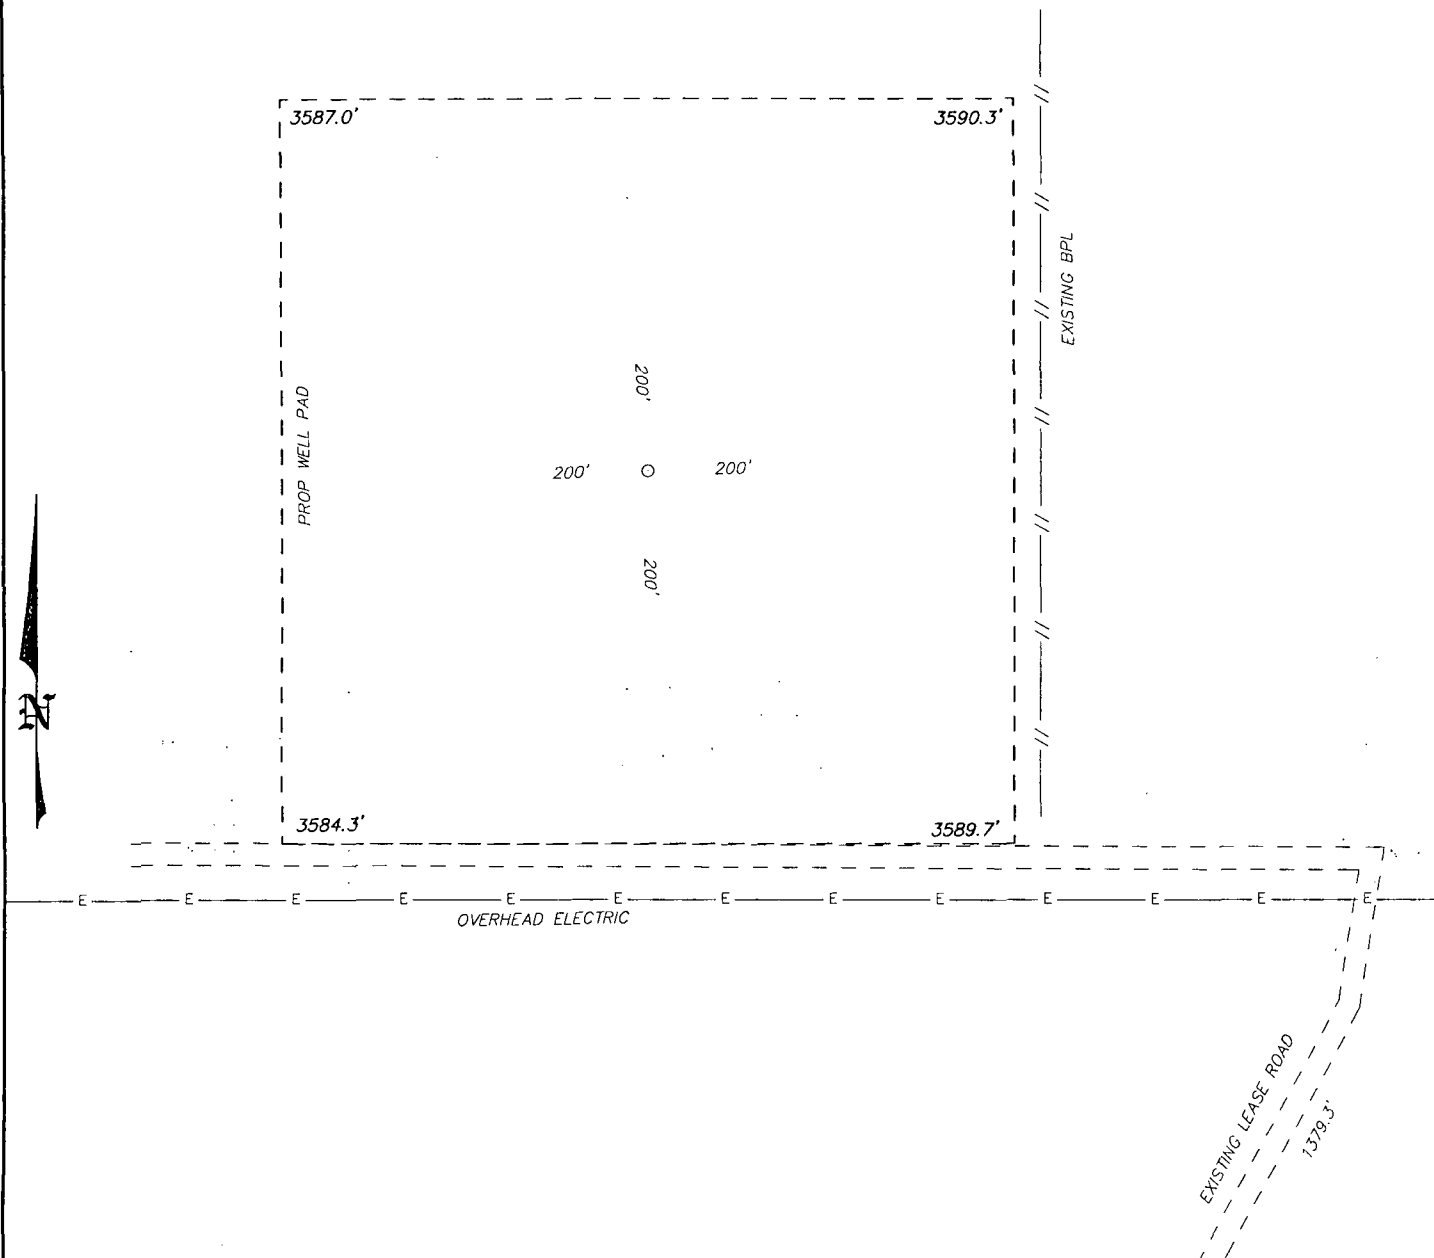 3587.0'
3590.3'
EXISTING BPL
200'
PROP WELL PAD
200'
200'
200'
N
3584.3'
3589.7'
E E E E E E E E E E E E E
OVERHEAD ELECTRIC
EXISTING LEASE ROAD
1379.3'